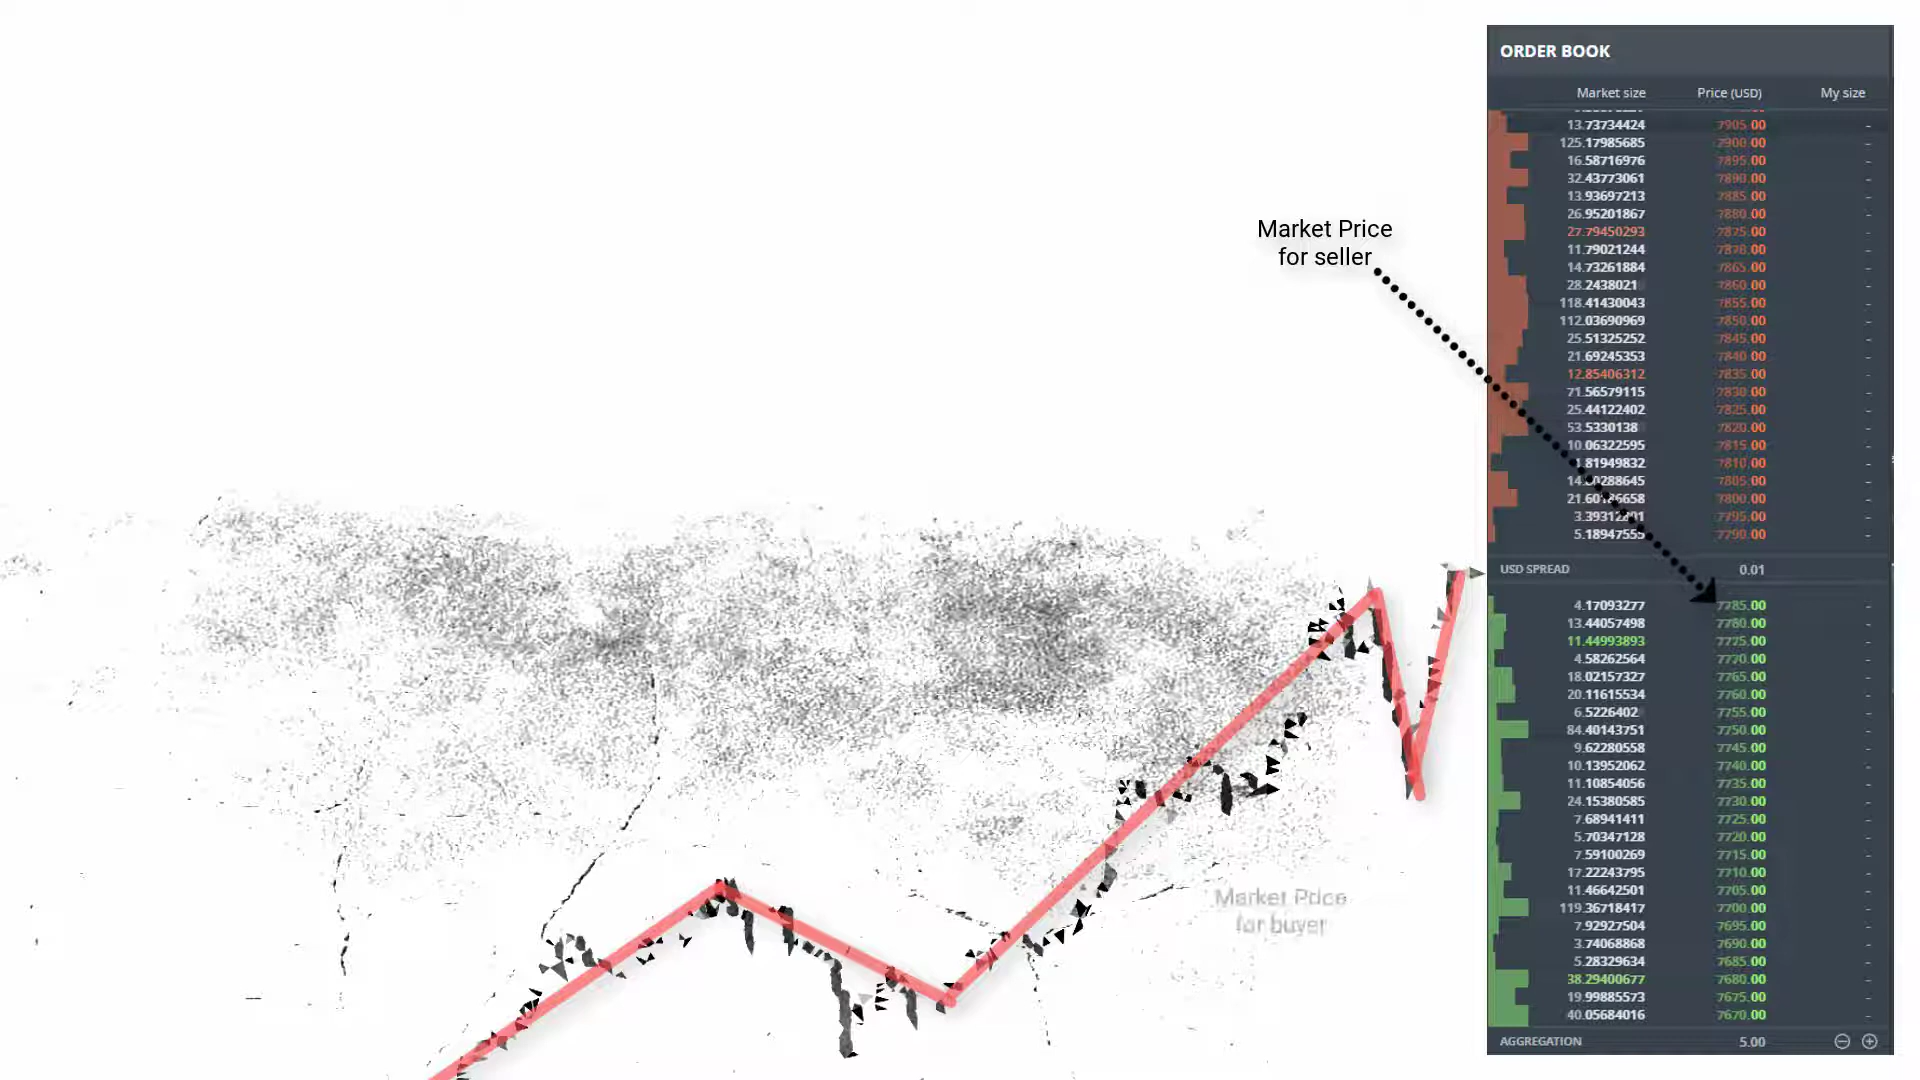 Market Price
for seller
Market Price
for buyer
ORDER BOOK
Market size Price (USD) My size
13.73734424 7905.00 -
125.17985685 7900.00 -
16.58716976 7895.00 -
32.43773061 7890.00 -
13.93697213 7885.00 -
26.95201867 7880.00 -
27.79450293 7875.00 -
11.79021244 7870.00 -
14.73261884 7865.00 -
28.2438021 7860.00 -
118.41430043 7855.00 -
112.03690969 7850.00 -
25.51325252 7845.00 -
21.69245353 7840.00 -
12.85406312 7835.00 -
71.56579115 7830.00 -
25.44122402 7825.00 -
53.5330138 7820.00 -
10.06322595 7815.00 -
7810.00 -
7805.00 -
7800.00 -
7795.00 -
7790.00 -
USD SPREAD 0.01
4.17093277 7785.00 -
13.44057498 7780.00 -
11.44993893 7775.00 -
4.58262564 7770.00 -
18.02157327 7765.00 -
20.11615534 7760.00 -
6.5226402 7755.00 -
84.40143751 7750.00 -
9.62280558 7745.00 -
10.13952062 7740.00 -
11.10854056 7735.00 -
24.15380585 7730.00 -
7.68941411 7725.00 -
5.70347128 7720.00 -
7.59100269 7715.00 -
17.22243795 7710.00 -
11.46642501 7705.00 -
119.36718417 7700.00 -
7.92927504 7695.00 -
3.74068868 7690.00 -
5.28329634 7685.00 -
38.29400677 7680.00 -
19.99885573 7675.00 -
40.05684016 7670.00 -
AGGREGATION 5.00